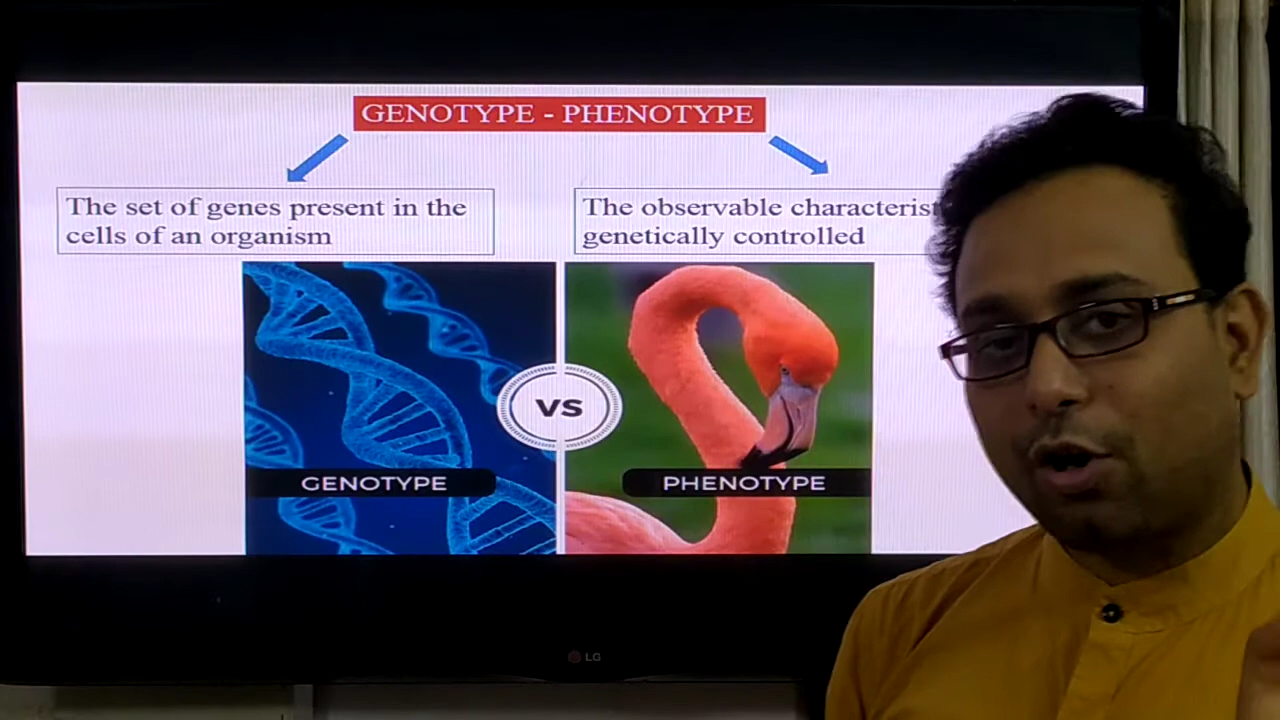 GENOTYPE - PHENOTYPE
The set of genes present in the
cells of an organism
The observable
genetically controlled
VS
GENOTYPE
PHENOTYPE
LG